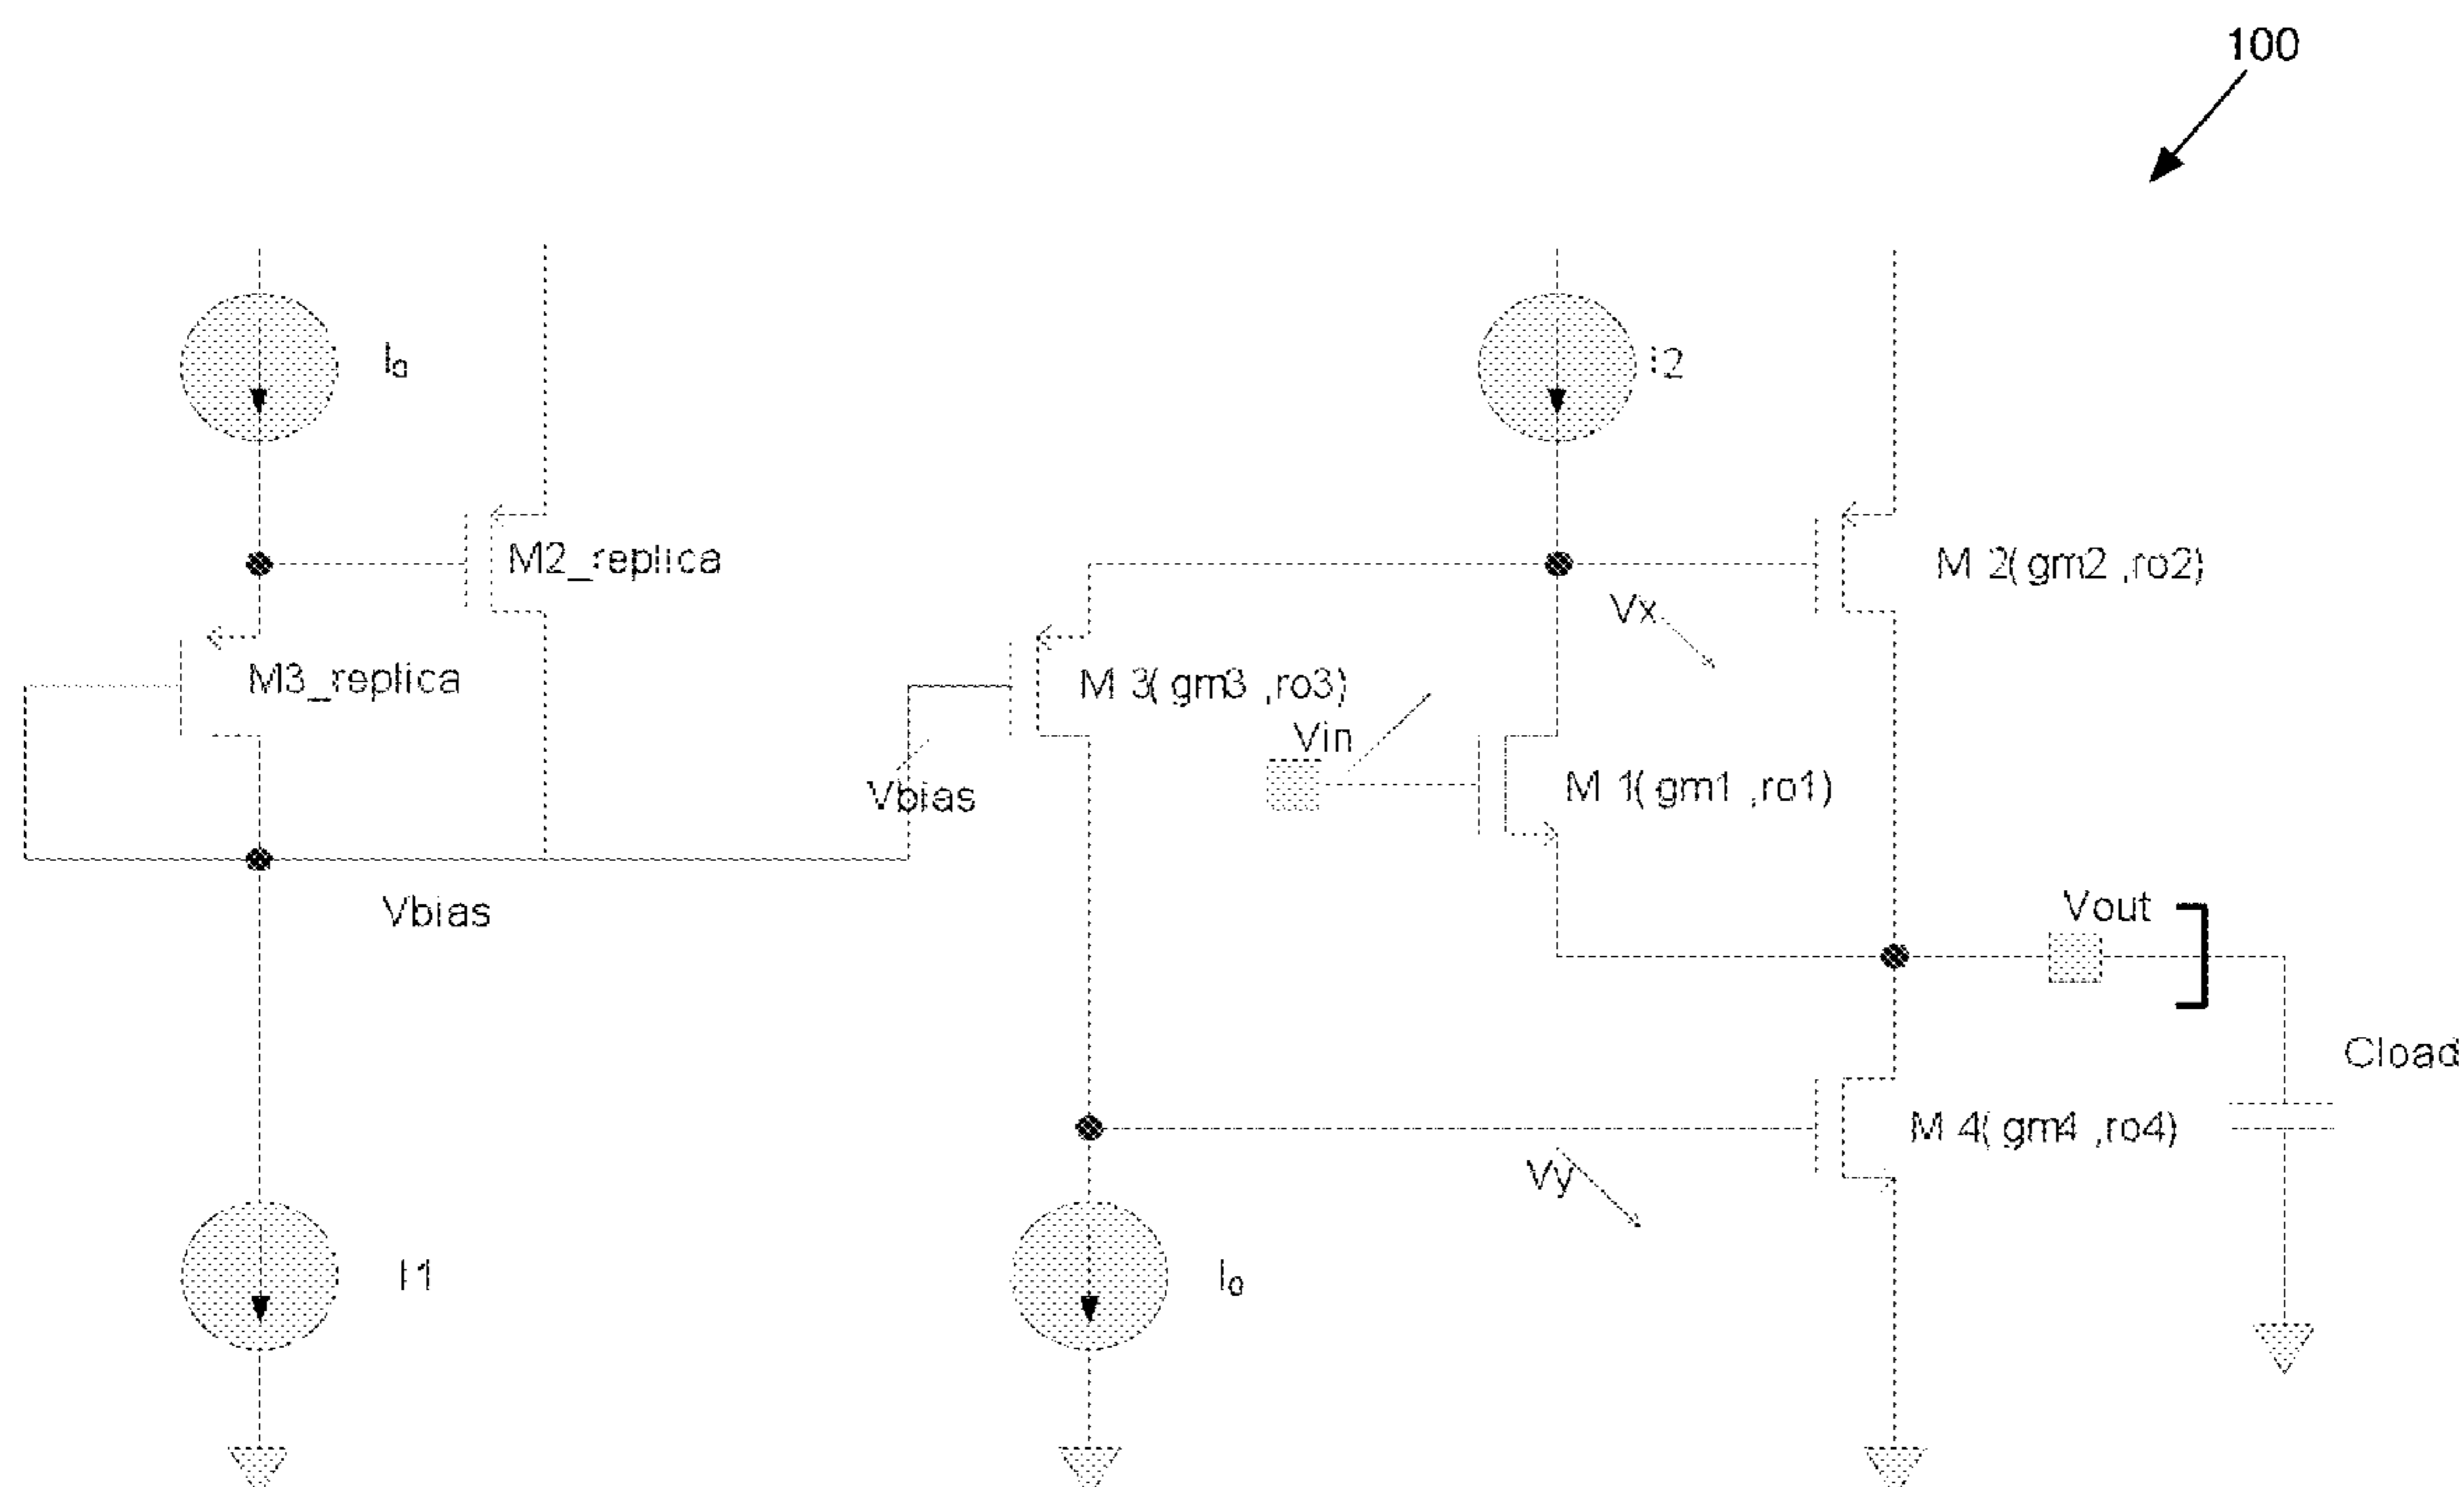 100
I₀
i2
M2_replica
M 2( gm2 ,ro2)
Vx
M3_replica
M 3( gm3 ,ro3)
Vin
Vbias
M 1( gm1 ,ro1)
Vbias
Vout
Cload
M 4( gm4 ,ro4)
Vy
I1
I₀